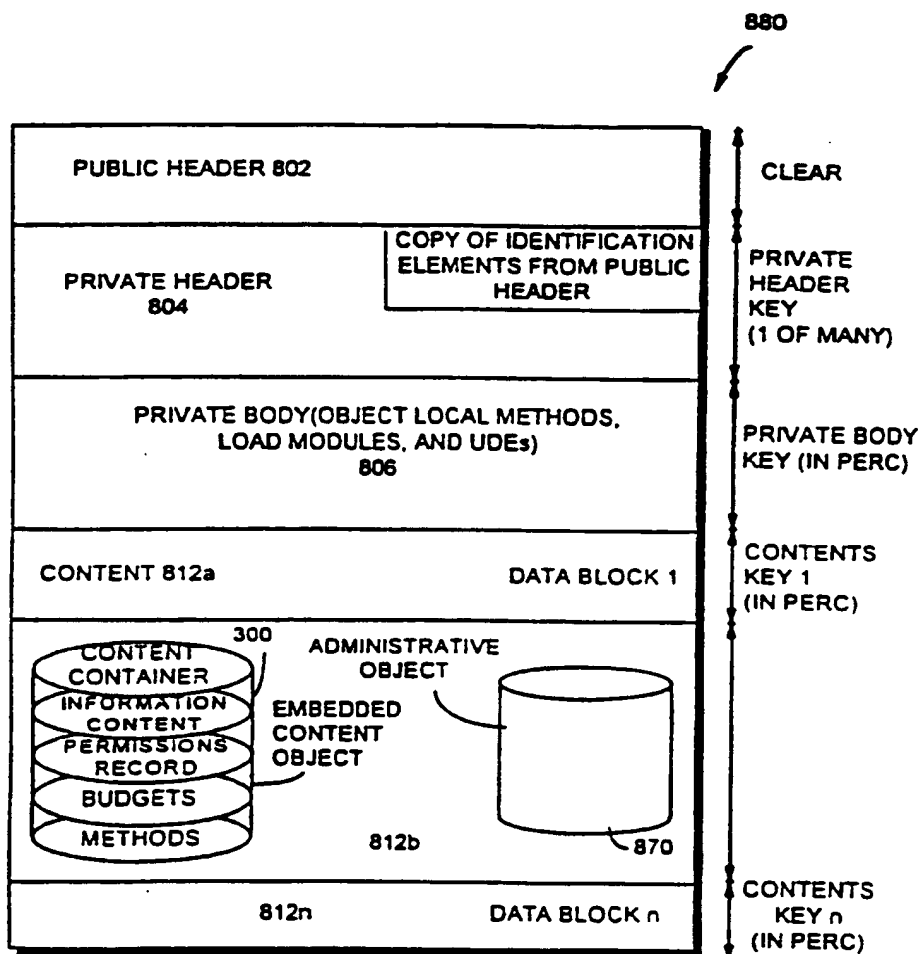 880
PUBLIC HEADER 802
CLEAR
PRIVATE HEADER
804
COPY OF IDENTIFICATION
ELEMENTS FROM PUBLIC
HEADER
PRIVATE
HEADER
KEY
(1 OF MANY)
PRIVATE BODY(OBJECT LOCAL METHODS,
LOAD MODULES, AND UDEs)
806
PRIVATE BODY
KEY (IN PERC)
CONTENT 812a
DATA BLOCK 1
CONTENTS
KEY 1
(IN PERC)
300
CONTENT
CONTAINER
INFORMATION
CONTENT
PERMISSIONS
RECORD
BUDGETS
METHODS
EMBEDDED
CONTENT
OBJECT
ADMINISTRATIVE
OBJECT
812b
870
812n
DATA BLOCK n
CONTENTS
KEY n
(IN PERC)